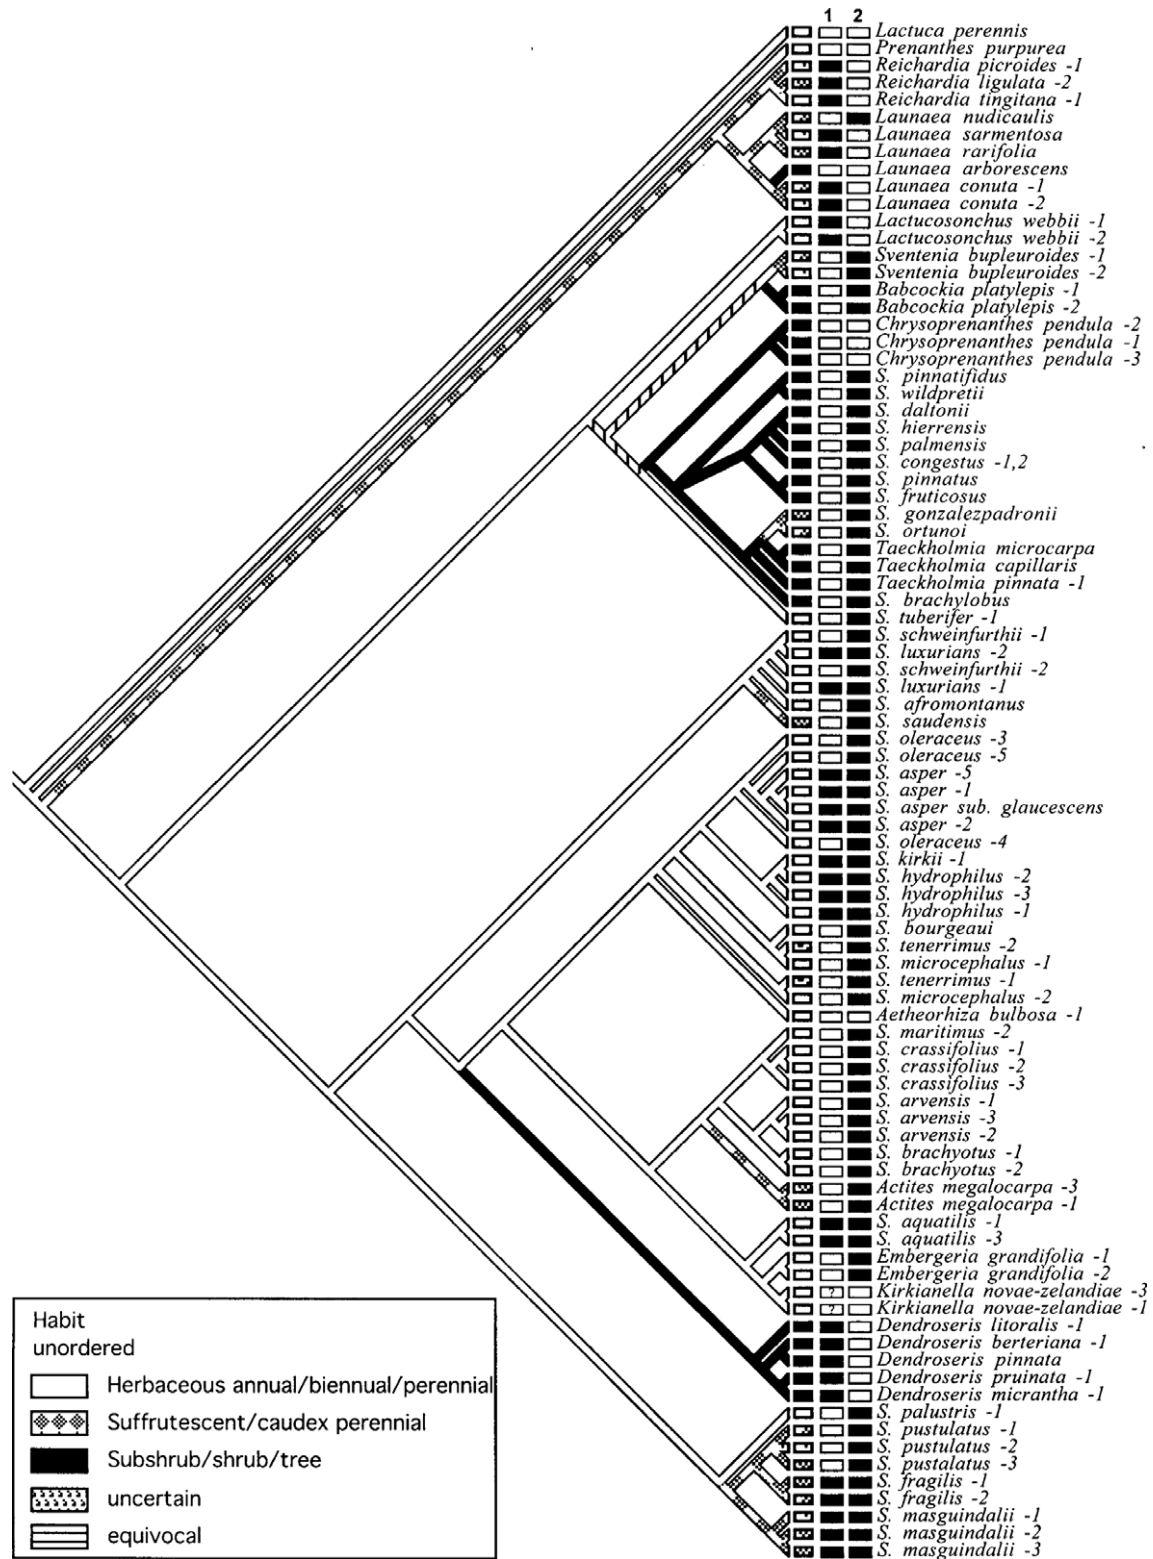 1 2
Lactuca perennis
Prenanthes purpurea
Reichardia picroides -1
Reichardia ligulata -2
Reichardia tingitana -1
Launaea nudicaulis
Launaea sarmentosa
Launaea rarifolia
Launaea arborescens
Launaea conuta -1
Launaea conuta -2
Lactucosonchus webbii -1
Lactucosonchus webbii -2
Sventenia bupleuroides -1
Sventenia bupleuroides -2
Babcockia platylepis -1
Babcockia platylepis -2
Chrysoprenanthes pendula -2
Chrysoprenanthes pendula -1
Chrysoprenanthes pendula -3
S. pinnatifidus
S. wildpretii
S. daltonii
S. hierrensis
S. palmensis
S. congestus -1,2
S. pinnatus
S. fruticosus
S. gonzalezpadronii
S. ortunoi
Taeckholmia microcarpa
Taeckholmia capillaris
Taeckholmia pinnata -1
S. brachylobus
S. tuberifer -1
S. schweinfurthii -1
S. luxurians -2
S. schweinfurthii -2
S. luxurians -1
S. afromontanus
S. saudensis
S. oleraceus -3
S. oleraceus -5
S. asper -5
S. asper -1
S. asper sub. glaucescens
S. asper -2
S. oleraceus -4
S. kirkii -1
S. hydrophilus -2
S. hydrophilus -3
S. hydrophilus -1
S. bourgeaui
S. tenerrimus -2
S. microcephalus -1
S. tenerrimus -1
S. microcephalus -2
Aetheorhiza bulbosa -1
S. maritimus -2
S. crassifolius -1
S. crassifolius -2
S. crassifolius -3
S. arvensis -1
S. arvensis -3
S. arvensis -2
S. brachyotus -1
S. brachyotus -2
Actites megalocarpa -3
Actites megalocarpa -1
S. aquatilis -1
S. aquatilis -3
Embergeria grandifolia -1
Embergeria grandifolia -2
? Kirkianella novae-zelandiae -3
? Kirkianella novae-zelandiae -1
Dendroseris litoralis -1
Dendroseris berteriana -1
Dendroseris pinnata
Dendroseris pruinata -1
Dendroseris micrantha -1
S. palustris -1
S. pustulatus -1
S. pustulatus -2
S. pustalatus -3
S. fragilis -1
S. fragilis -2
S. masguindalii -1
S. masguindalii -2
S. masguindalii -3
Habit
unordered
Herbaceous annual/biennual/perennial
Suffrutescent/caudex perennial
Subshrub/shrub/tree
uncertain
equivocal